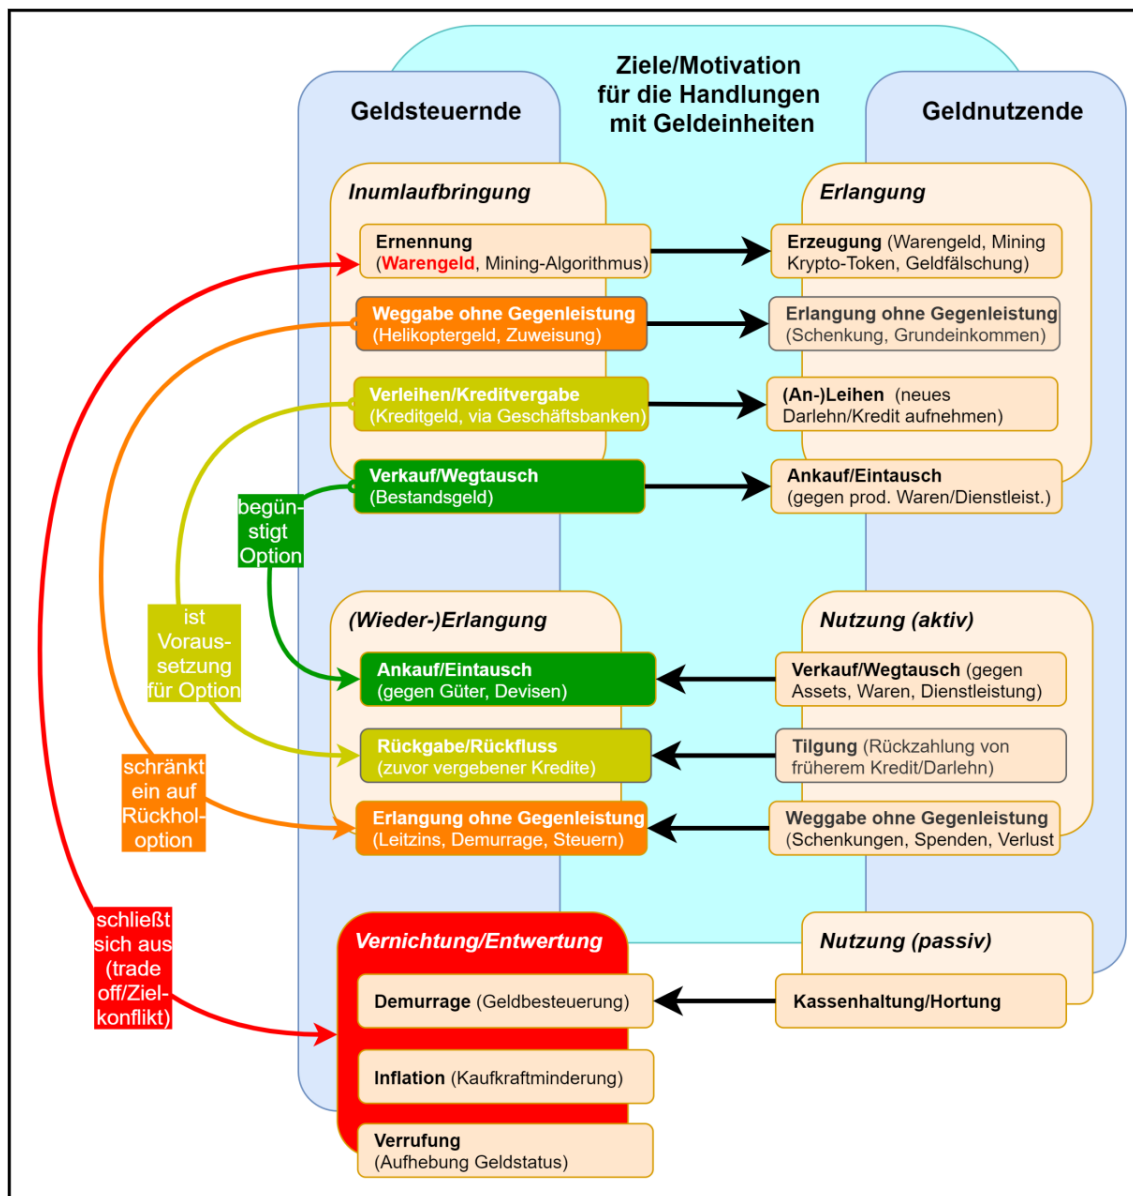 Ziele/Motivation
für die Handlungen
mit Geldeinheiten
Geldsteuernde
Geldnutzende
Inumlaufbringung
Ernennung
(Warengeld, Mining-Algorithmus)
Weggabe ohne Gegenleistung
(Helikoptergeld, Zuweisung)
Verleihen/Kreditvergabe
(Kreditgeld, via Geschäftsbanken)
Verkauf/Wegtausch
(Bestandsgeld)
Erlangung
Erzeugung (Warengeld, Mining
Krypto-Token, Geldfälschung)
Erlangung ohne Gegenleistung
(Schenkung, Grundeinkommen)
(An-)Leihen (neues
Darlehn/Kredit aufnehmen)
Ankauf/Eintausch
(gegen prod. Waren/Dienstleist.)
begün-
stigt
Option
ist
Voraus-
setzung
für Option
schränkt
ein auf
Rückhol-
option
schließt
sich aus
(trade
off/Ziel-
konflikt)
(Wieder-)Erlangung
Ankauf/Eintausch
(gegen Güter, Devisen)
Rückgabe/Rückfluss
(zuvor vergebener Kredite)
Erlangung ohne Gegenleistung
(Leitzins, Demurrage, Steuern)
Nutzung (aktiv)
Verkauf/Wegtausch (gegen
Assets, Waren, Dienstleistung)
Tilgung (Rückzahlung von
früherem Kredit/Darlehn)
Weggabe ohne Gegenleistung
(Schenkungen, Spenden, Verlust
Vernichtung/Entwertung
Demurrage (Geldbesteuerung)
Inflation (Kaufkraftminderung)
Verrufung
(Aufhebung Geldstatus)
Nutzung (passiv)
Kassenhaltung/Hortung